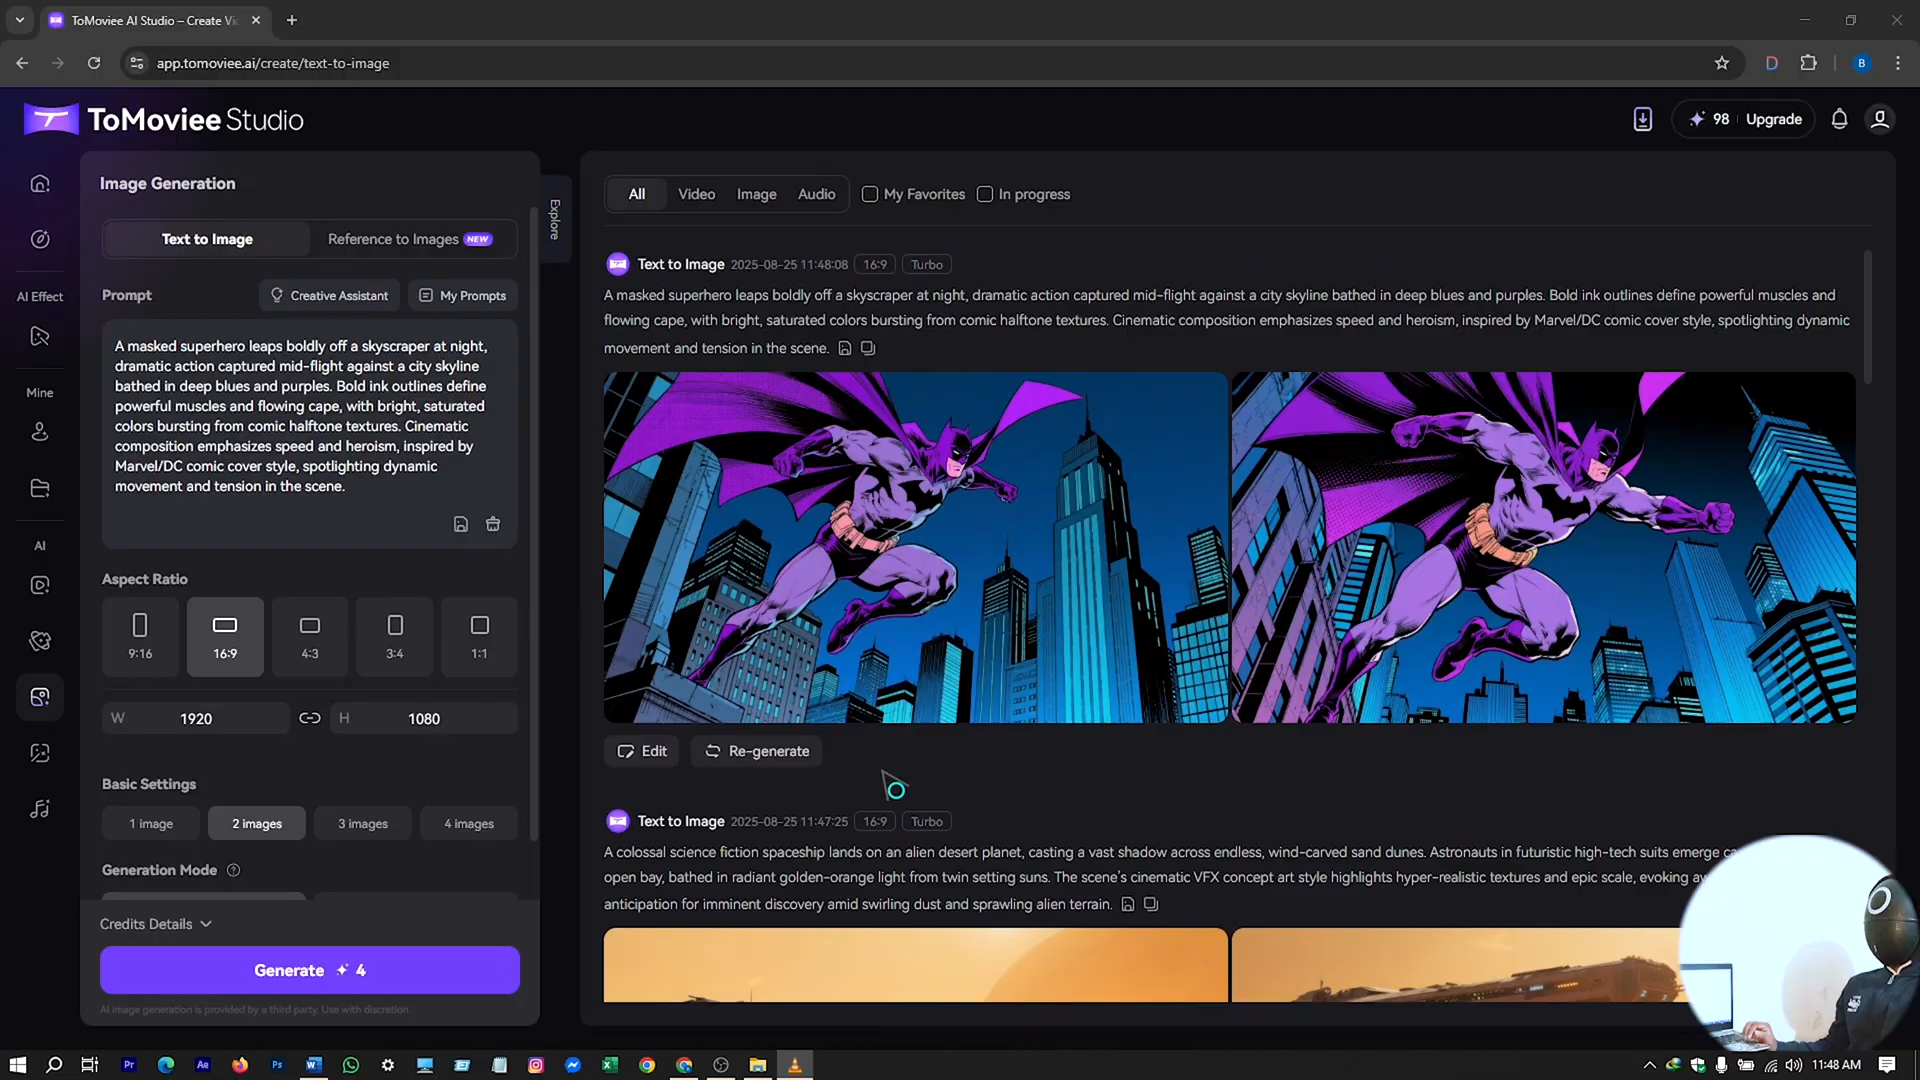 ToMoviee AI Studio – Create Vi
app.tomoviee.ai/create/text-to-image
B
ToMoviee Studio
98 Upgrade
Image Generation
Text to Image
Reference to Images NEW
Prompt
Creative Assistant
My Prompts
A masked superhero leaps boldly off a skyscraper at night,
dramatic action captured mid-flight against a city skyline
bathed in deep blues and purples. Bold ink outlines define
powerful muscles and flowing cape, with bright, saturated
colors bursting from comic halftone textures. Cinematic
composition emphasizes speed and heroism, inspired by
Marvel/DC comic cover style, spotlighting dynamic
movement and tension in the scene.
Aspect Ratio
9:16
16:9
4:3
3:4
1:1
W 1920
H 1080
Basic Settings
1 image
2 images
3 images
4 images
Generation Mode
Credits Details
Generate 4
AI image generation is provided by a third party. Use with discretion.
AI Effect
Mine
AI
Explore
All
Video
Image
Audio
My Favorites
In progress
Text to Image 2025-08-25 11:48:08 16:9 Turbo
A masked superhero leaps boldly off a skyscraper at night, dramatic action captured mid-flight against a city skyline bathed in deep blues and purples. Bold ink outlines define powerful muscles and
flowing cape, with bright, saturated colors bursting from comic halftone textures. Cinematic composition emphasizes speed and heroism, inspired by Marvel/DC comic cover style, spotlighting dynamic
movement and tension in the scene.
Edit
Re-generate
Text to Image 2025-08-25 11:47:25 16:9 Turbo
A colossal science fiction spaceship lands on an alien desert planet, casting a vast shadow across endless, wind-carved sand dunes. Astronauts in futuristic high-tech suits emerge
open bay, bathed in radiant golden-orange light from twin setting suns. The scene's cinematic VFX concept art style highlights hyper-realistic textures and epic scale, evoking
anticipation for imminent discovery amid swirling dust and sprawling alien terrain.
Pr
Ae
Ps
11:48 AM